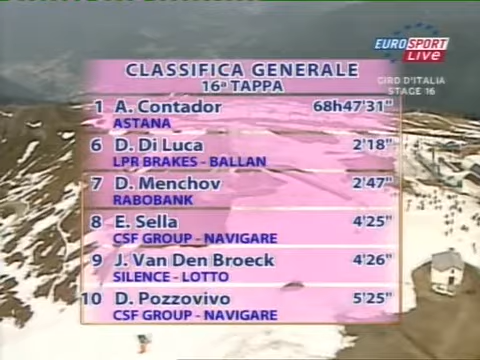 EUROSPORT
LIVE
GIRO D'ITALIA
STAGE 16
CLASSIFICA GENERALE
16ª TAPPA
1 A. Contador 68h47'31"
ASTANA
6 D. Di Luca 2'18"
LPR BRAKES - BALLAN
7 D. Menchov 2'47"
RABOBANK
8 E. Sella 4'25"
CSF GROUP - NAVIGARE
9 J. Van Den Broeck 4'26"
SILENCE - LOTTO
10 D. Pozzovivo 5'25"
CSF GROUP - NAVIGARE